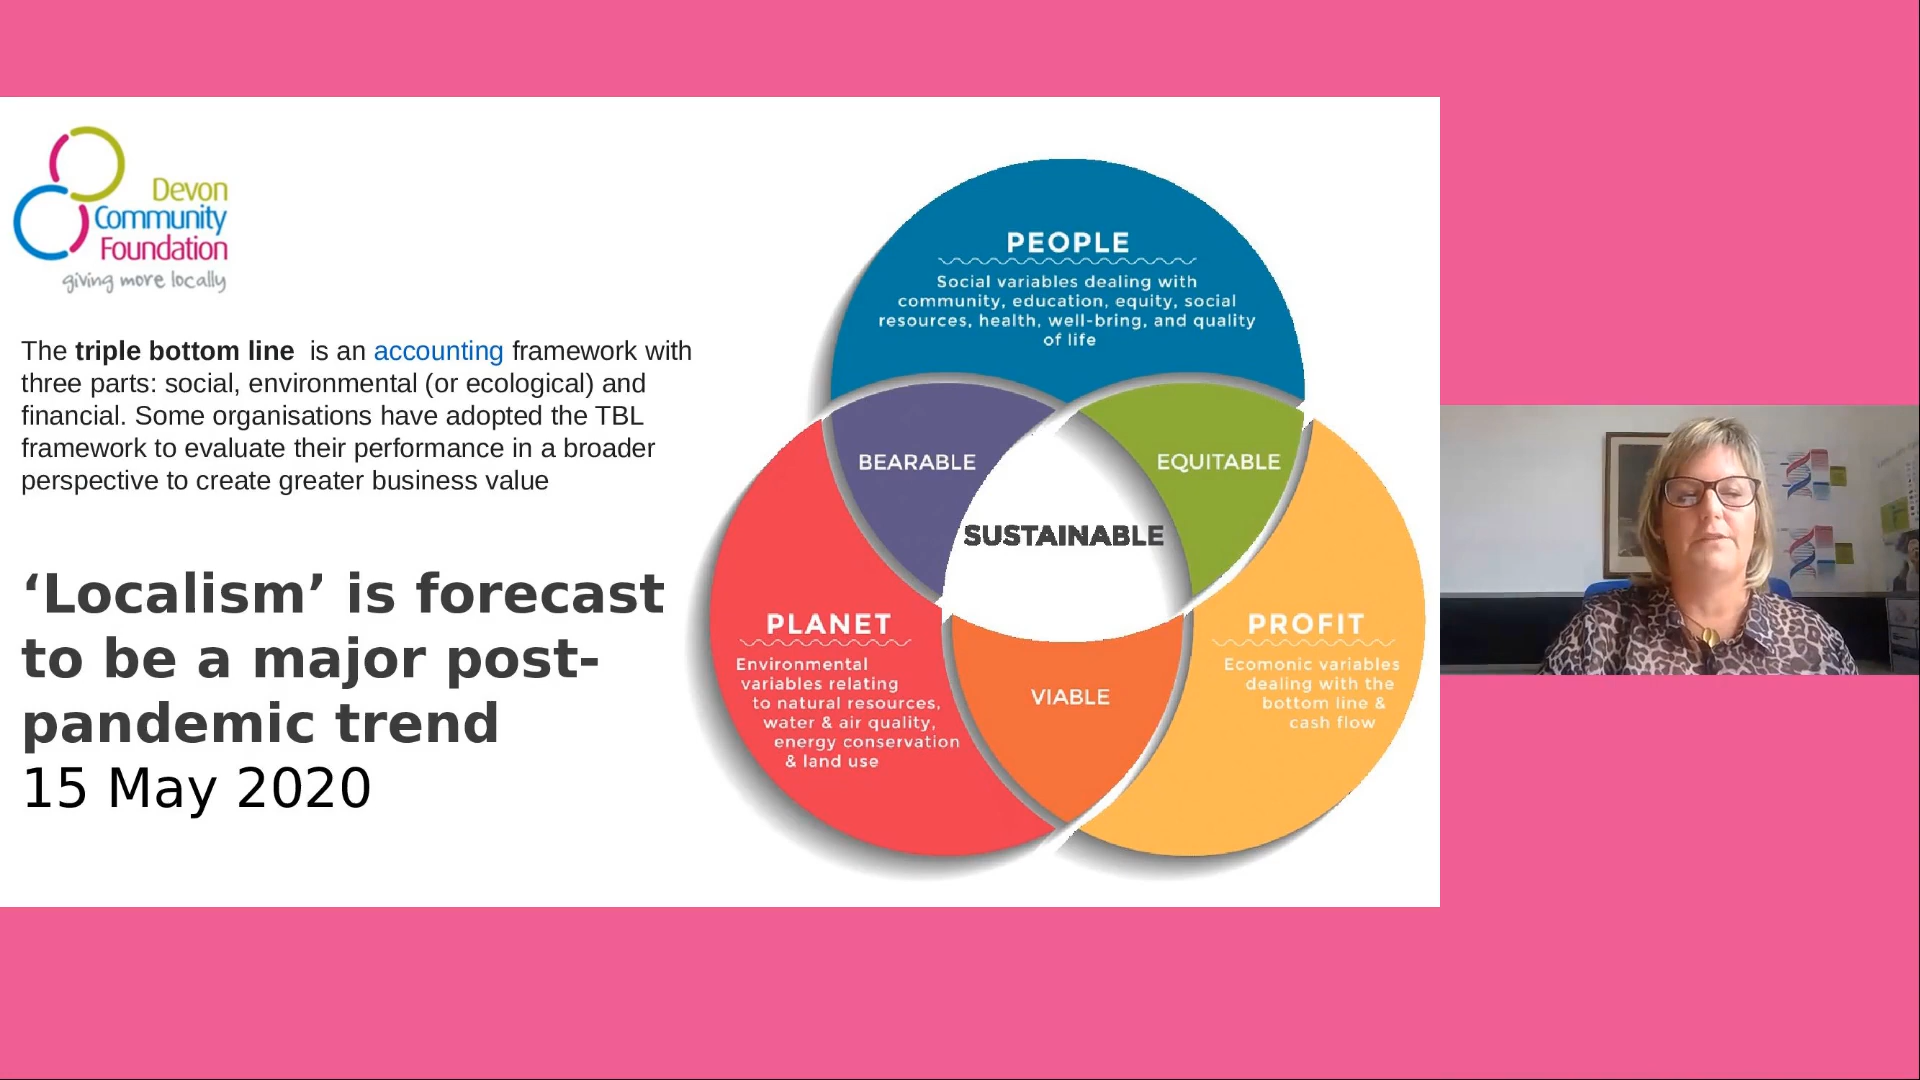 Devon
Community
Foundation
giving more locally
The triple bottom line is an accounting framework with
three parts: social, environmental (or ecological) and
financial. Some organisations have adopted the TBL
framework to evaluate their performance in a broader
perspective to create greater business value
‘Localism’ is forecast
to be a major post-
pandemic trend
15 May 2020
PEOPLE
Social variables dealing with
community, education, equity, social
resources, health, well-bring, and quality
of life
BEARABLE
EQUITABLE
SUSTAINABLE
PLANET
Environmental
variables relating
to natural resources,
water & air quality,
energy conservation
& land use
VIABLE
PROFIT
Ecomonic variables
dealing with the
bottom line &
cash flow